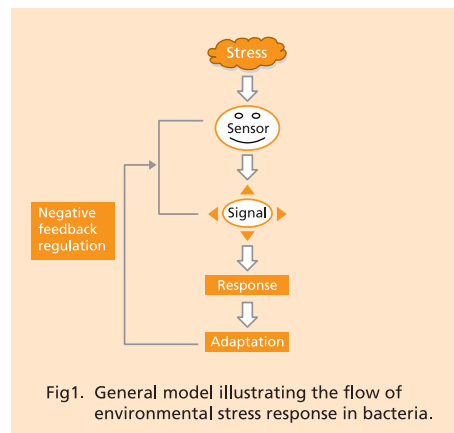 Stress
Sensor
Negative
feedback
regulation
Signal
Response
Adaptation
Fig1. General model illustrating the flow of
environmental stress response in bacteria.